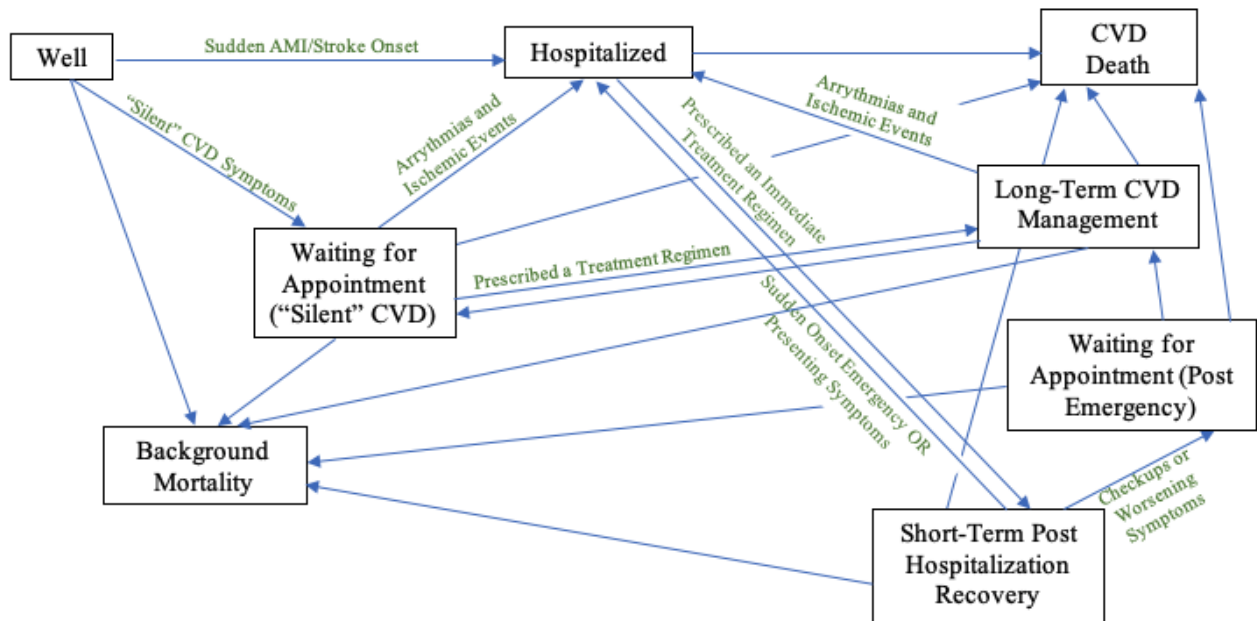 Well
Sudden AMI/Stroke Onset
Hospitalized
CVD
Death
"Silent" CVD Symptoms
Arrythmias and
Ischemic Events
Prescribed an Immediate
Treatment Regimen
Arrythmias and
Ischemic Events
Long-Term CVD
Management
Waiting for
Appointment
("Silent" CVD)
Prescribed a Treatment Regimen
Sudden Onset Emergency OR
Presenting Symptoms
Waiting for
Appointment (Post
Emergency)
Background
Mortality
Checkups or
Worsening
Symptoms
Short-Term Post
Hospitalization
Recovery